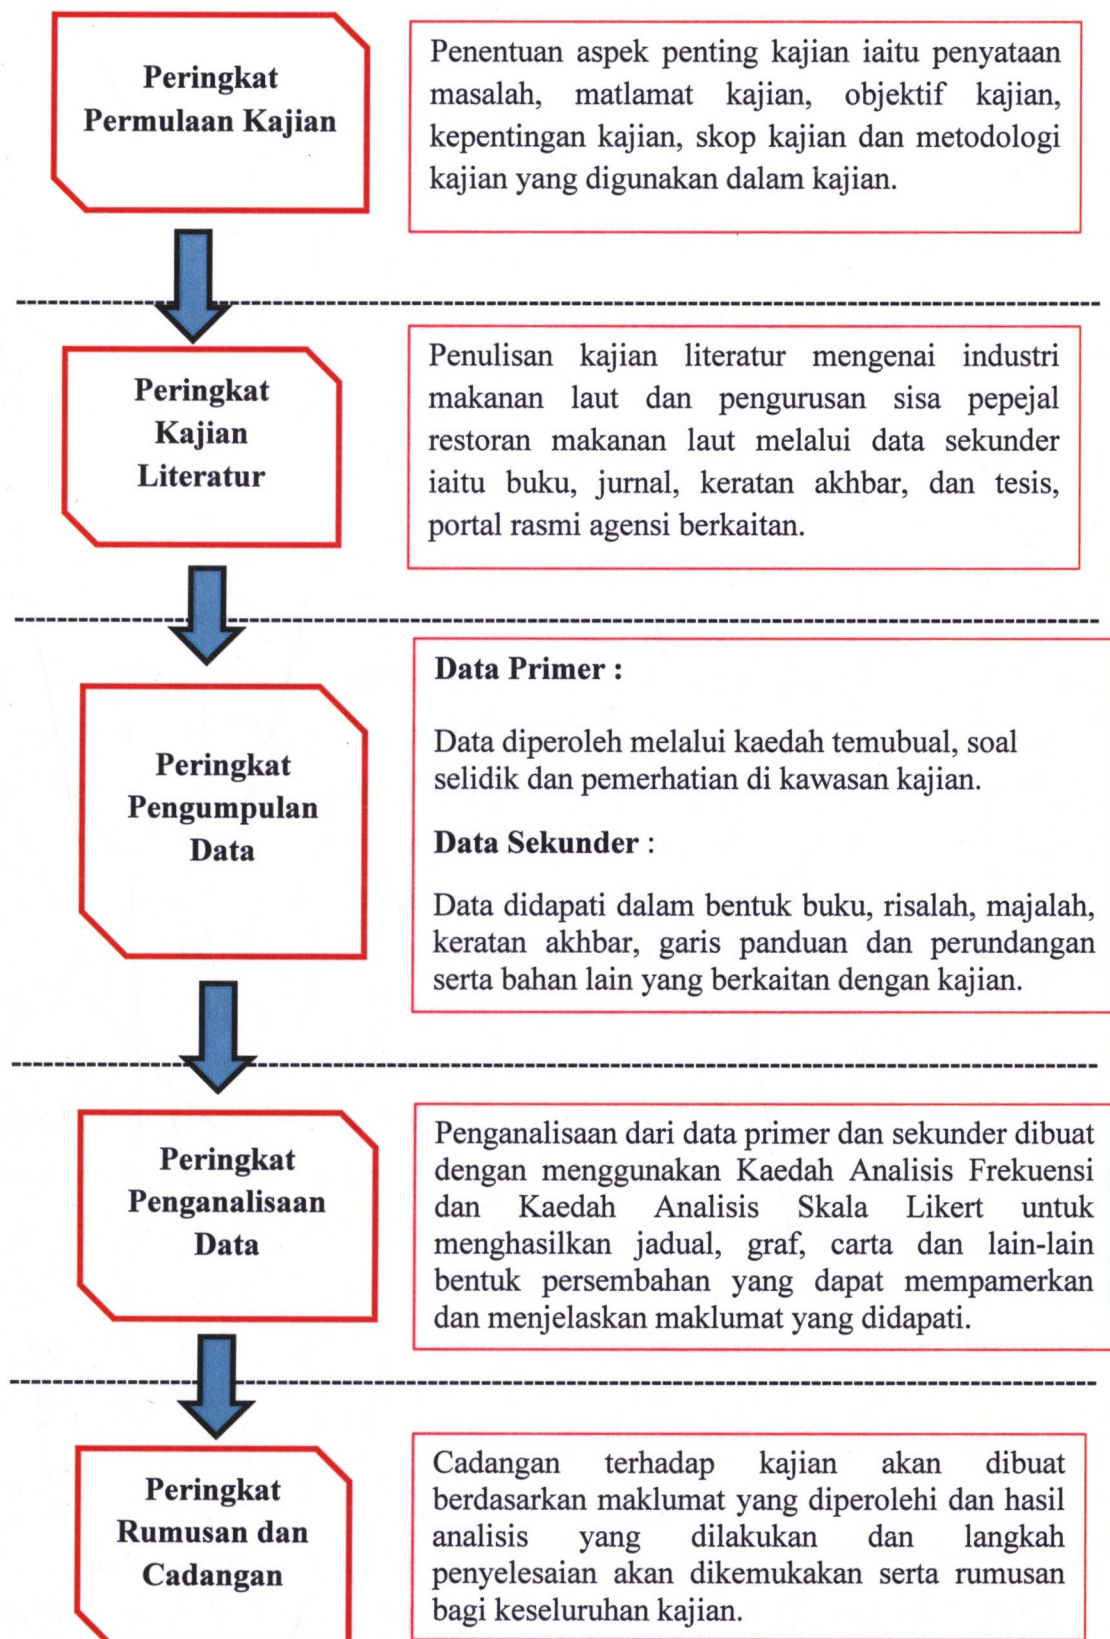 Peringkat
Permulaan Kajian
Penentuan aspek penting kajian iaitu penyataan
masalah, matlamat kajian, objektif kajian,
kepentingan kajian, skop kajian dan metodologi
kajian yang digunakan dalam kajian.
Peringkat
Kajian
Literatur
Penulisan kajian literatur mengenai industri
makanan laut dan pengurusan sisa pepejal
restoran makanan laut melalui data sekunder
iaitu buku, jurnal, keratan akhbar, dan tesis,
portal rasmi agensi berkaitan.
Peringkat
Pengumpulan
Data
Data Primer :
Data diperoleh melalui kaedah temubual, soal
selidik dan pemerhatian di kawasan kajian.
Data Sekunder :
Data didapati dalam bentuk buku, risalah, majalah,
keratan akhbar, garis panduan dan perundangan
serta bahan lain yang berkaitan dengan kajian.
Peringkat
Penganalisaan
Data
Penganalisaan dari data primer dan sekunder dibuat
dengan menggunakan Kaedah Analisis Frekuensi
dan Kaedah Analisis Skala Likert untuk
menghasilkan jadual, graf, carta dan lain-lain
bentuk persembahan yang dapat mempamerkan
dan menjelaskan maklumat yang didapati.
Peringkat
Rumusan dan
Cadangan
Cadangan terhadap kajian akan dibuat
berdasarkan maklumat yang diperolehi dan hasil
analisis yang dilakukan dan langkah
penyelesaian akan dikemukakan serta rumusan
bagi keseluruhan kajian.